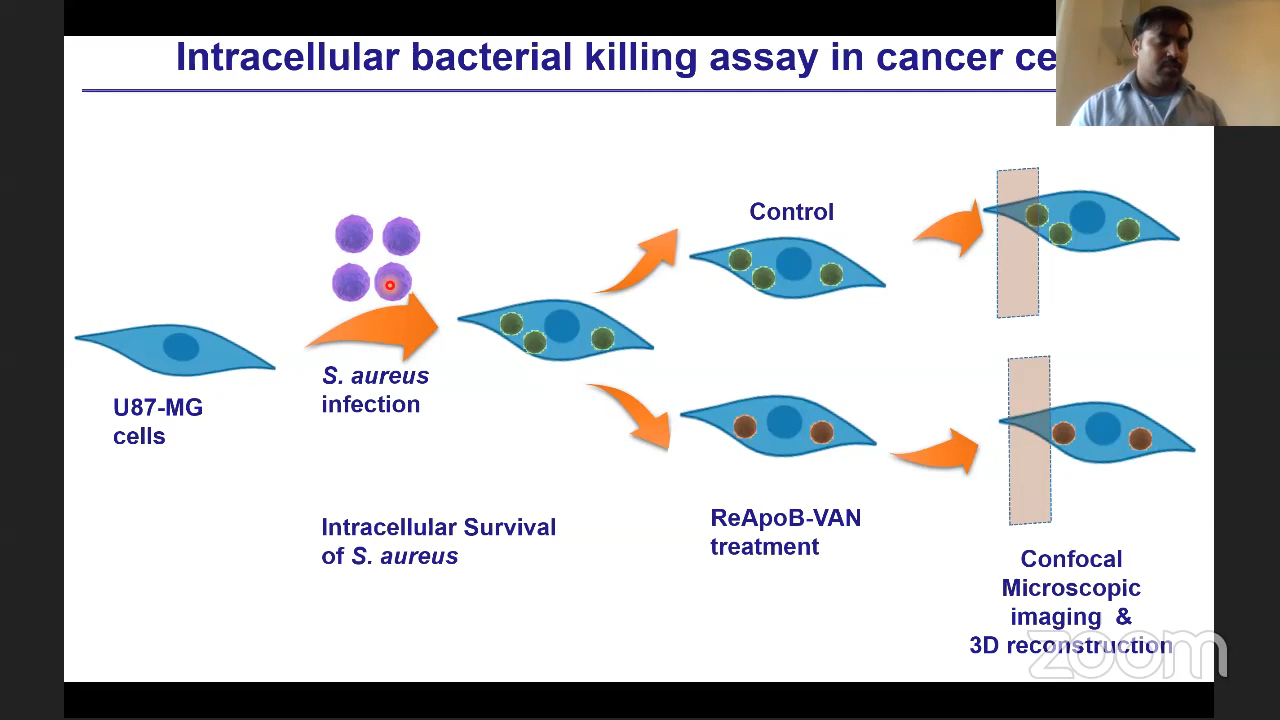 Intracellular bacterial killing assay in cancer ce
Control
S. aureus
infection
U87-MG
cells
Intracellular Survival
of S. aureus
ReApoB-VAN
treatment
Confocal
Microscopic
imaging &
3D reconstruction
zoom